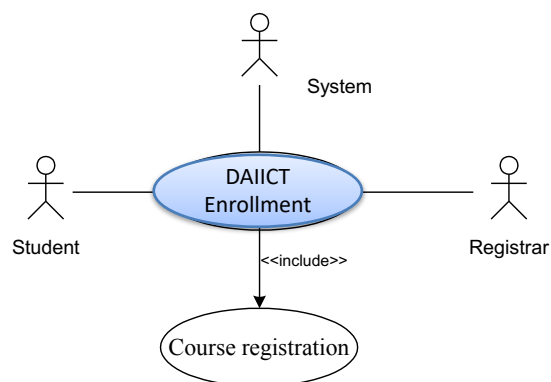 System
DAIICT
Enrollment
Student
Registrar
<<include>>
Course registration